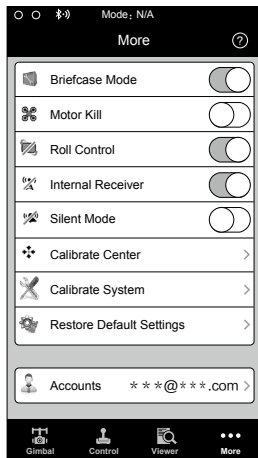 Mode: N/A
More
?
Briefcase Mode
Motor Kill
Roll Control
Internal Receiver
Silent Mode
Calibrate Center
Calibrate System
Restore Default Settings
Accounts ***@***.com
Gimbal Control Viewer More